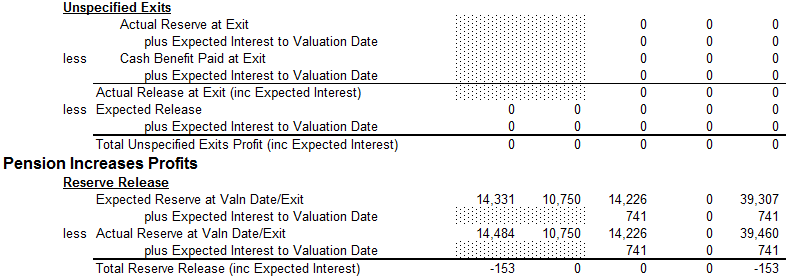 Unspecified Exits
Actual Reserve at Exit 0 0 0
plus Expected Interest to Valuation Date 0 0 0
less Cash Benefit Paid at Exit 0 0 0
plus Expected Interest to Valuation Date 0 0 0
Actual Release at Exit (inc Expected Interest) 0 0 0
less Expected Release 0 0 0 0 0
plus Expected Interest to Valuation Date 0 0 0 0 0
Total Unspecified Exits Profit (inc Expected Interest) 0 0 0 0 0
Pension Increases Profits
Reserve Release
Expected Reserve at Valn Date/Exit 14,331 10,750 14,226 0 39,307
plus Expected Interest to Valuation Date 741 0 741
less Actual Reserve at Valn Date/Exit 14,484 10,750 14,226 0 39,460
plus Expected Interest to Valuation Date 741 0 741
Total Reserve Release (inc Expected Interest) -153 0 0 0 -153